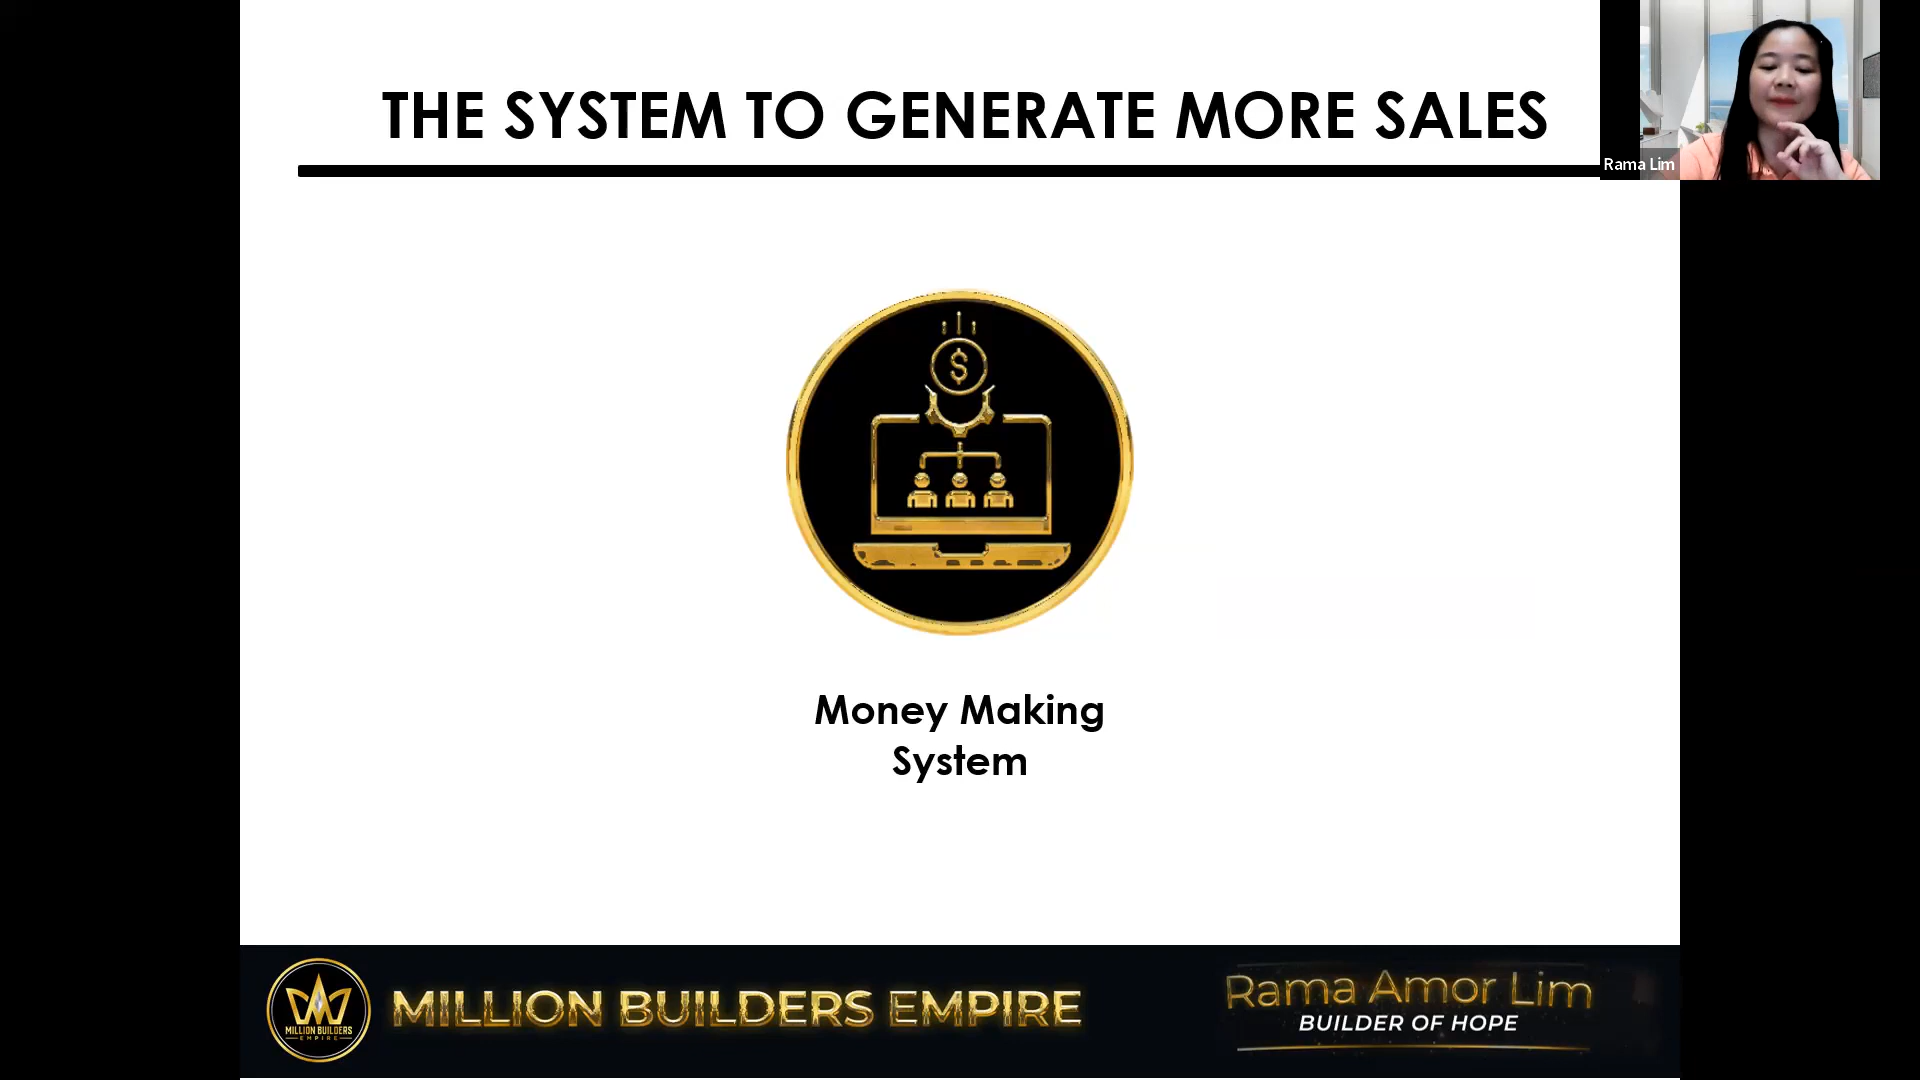 THE SYSTEM TO GENERATE MORE SALES
Rama Lim
$
Money Making
System
MILLION BUILDERS
EMPIRE
MILLION BUILDERS EMPIRE
Rama Amor Lim
BUILDER OF HOPE